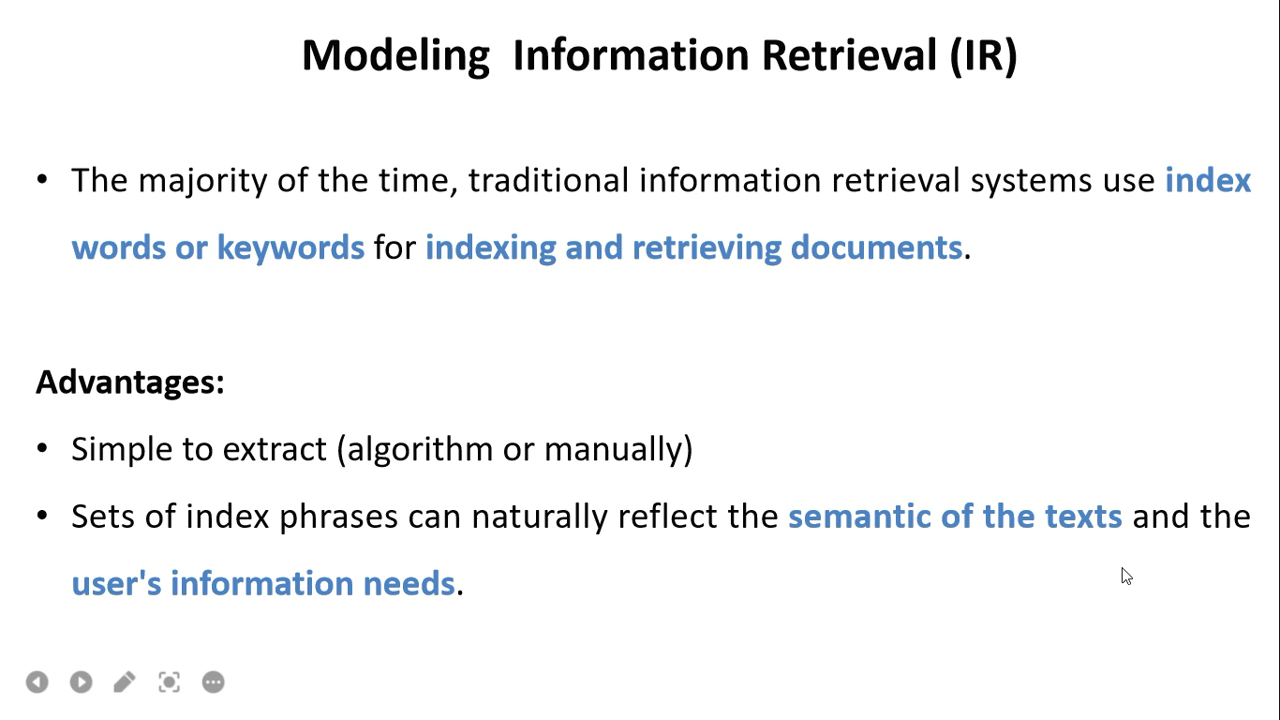 Modeling Information Retrieval (IR)
• The majority of the time, traditional information retrieval systems use index
words or keywords for indexing and retrieving documents.
Advantages:
• Simple to extract (algorithm or manually)
• Sets of index phrases can naturally reflect the semantic of the texts and the
user's information needs.